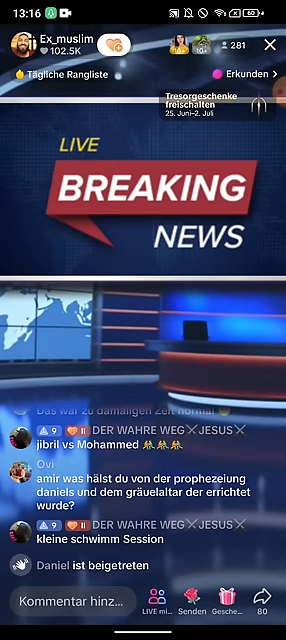 13:16
60
Ex_muslim
102.5K
10+
10+
281
Tägliche Rangliste
Erkunden
Tresorgeschenke
freischalten
25. Juni–2. Juli
LIVE
BREAKING
NEWS
Das war zu damaligen Zeit normal
9 II DER WAHRE WEG⚔JESUS⚔
jibril vs Mohammed
Ovi
amir was hälst du von der prophezeiung
daniels und dem gräuelaltar der errichtet
wurde?
9 II DER WAHRE WEG⚔JESUS⚔
kleine schwimm Session
Daniel ist beigetreten
Kommentar hinz...
LIVE mi...
Senden
Gesche...
80